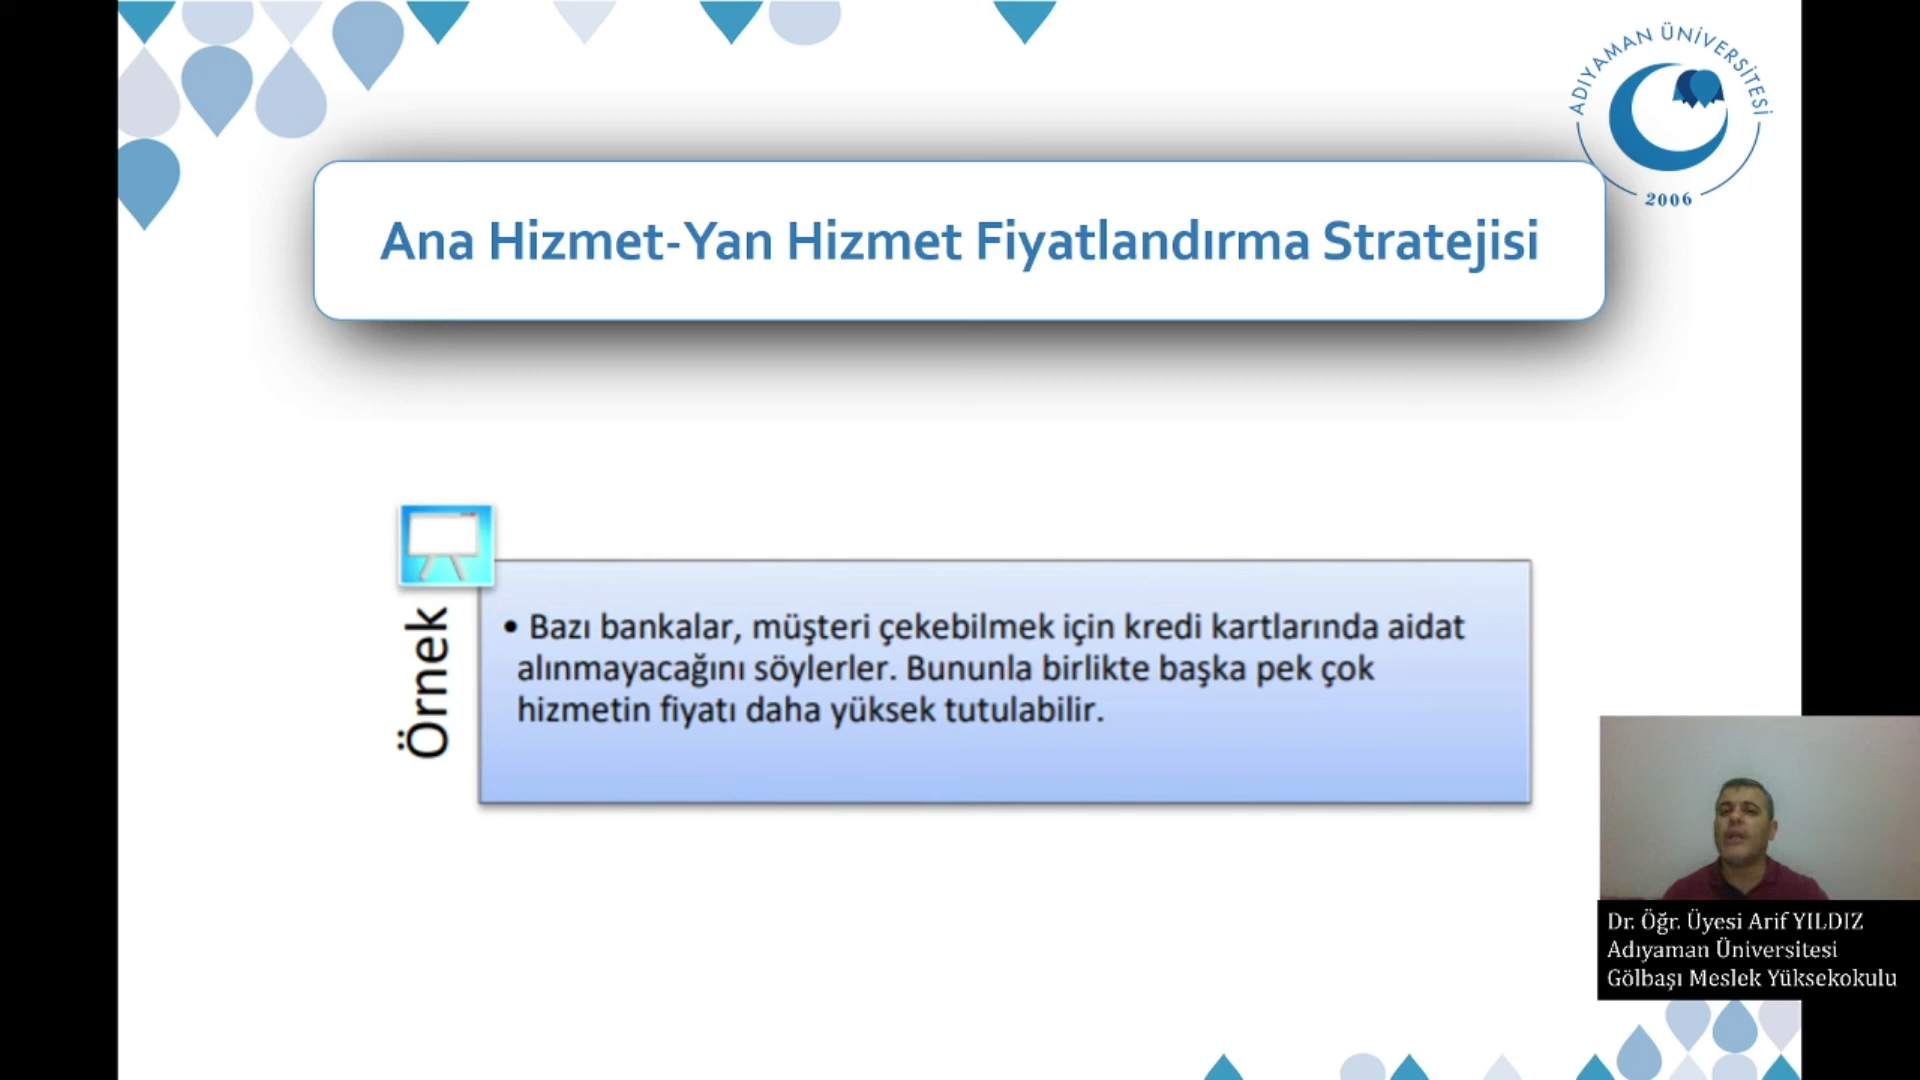 ADIYAMAN ÜNİVERSİTESİ
2006
Ana Hizmet-Yan Hizmet Fiyatlandırma Stratejisi
Örnek
• Bazı bankalar, müşteri çekebilmek için kredi kartlarında aidat
alınmayacağını söylerler. Bununla birlikte başka pek çok
hizmetin fiyatı daha yüksek tutulabilir.
Dr. Öğr. Üyesi Arif YILDIZ
Adıyaman Üniversitesi
Gölbaşı Meslek Yüksekokulu